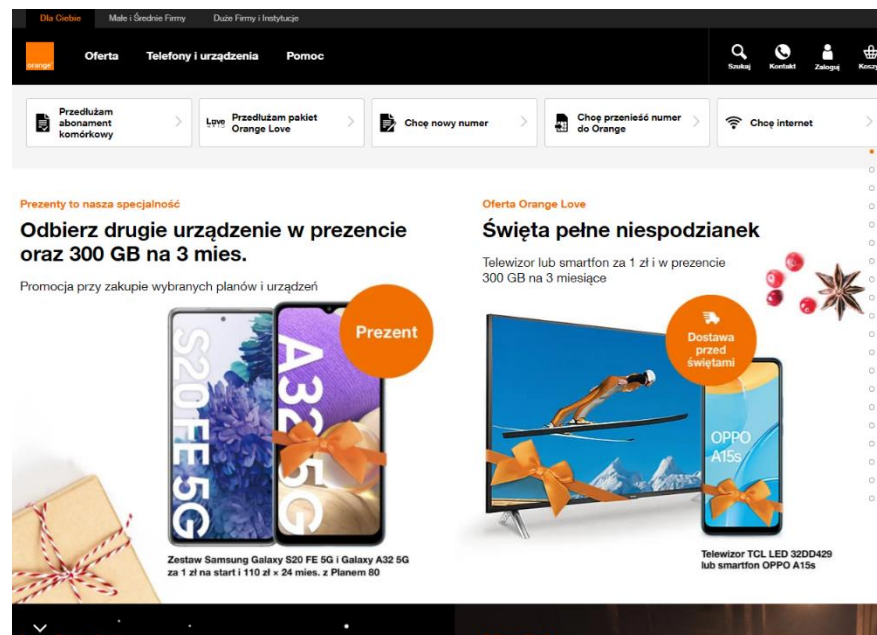 Dla Ciebie
Małe i Średnie Firmy
Duże Firmy i Instytucje
orange
Oferta
Telefony i urządzenia
Pomoc
Szukaj
Kontakt
Zaloguj
Koszy
Przedłużam
abonament
komórkowy
Love
Przedłużam pakiet
Orange Love
Chcę nowy numer
Chcę przenieść numer
do Orange
Chcę internet
Prezenty to nasza specjalność
Odbierz drugie urządzenie w prezencie
oraz 300 GB na 3 mies.
Promocja przy zakupie wybranych planów i urządzeń
S20 FE 5G
A32 5G
Prezent
Zestaw Samsung Galaxy S20 FE 5G i Galaxy A32 5G
za 1 zł na start i 110 zł × 24 mies. z Planem 80
Oferta Orange Love
Święta pełne niespodzianek
Telewizor lub smartfon za 1 zł i w prezencie
300 GB na 3 miesiące
Dostawa
przed
świętami
OPPO
A15s
Telewizor TCL LED 32DD429
lub smartfon OPPO A15s